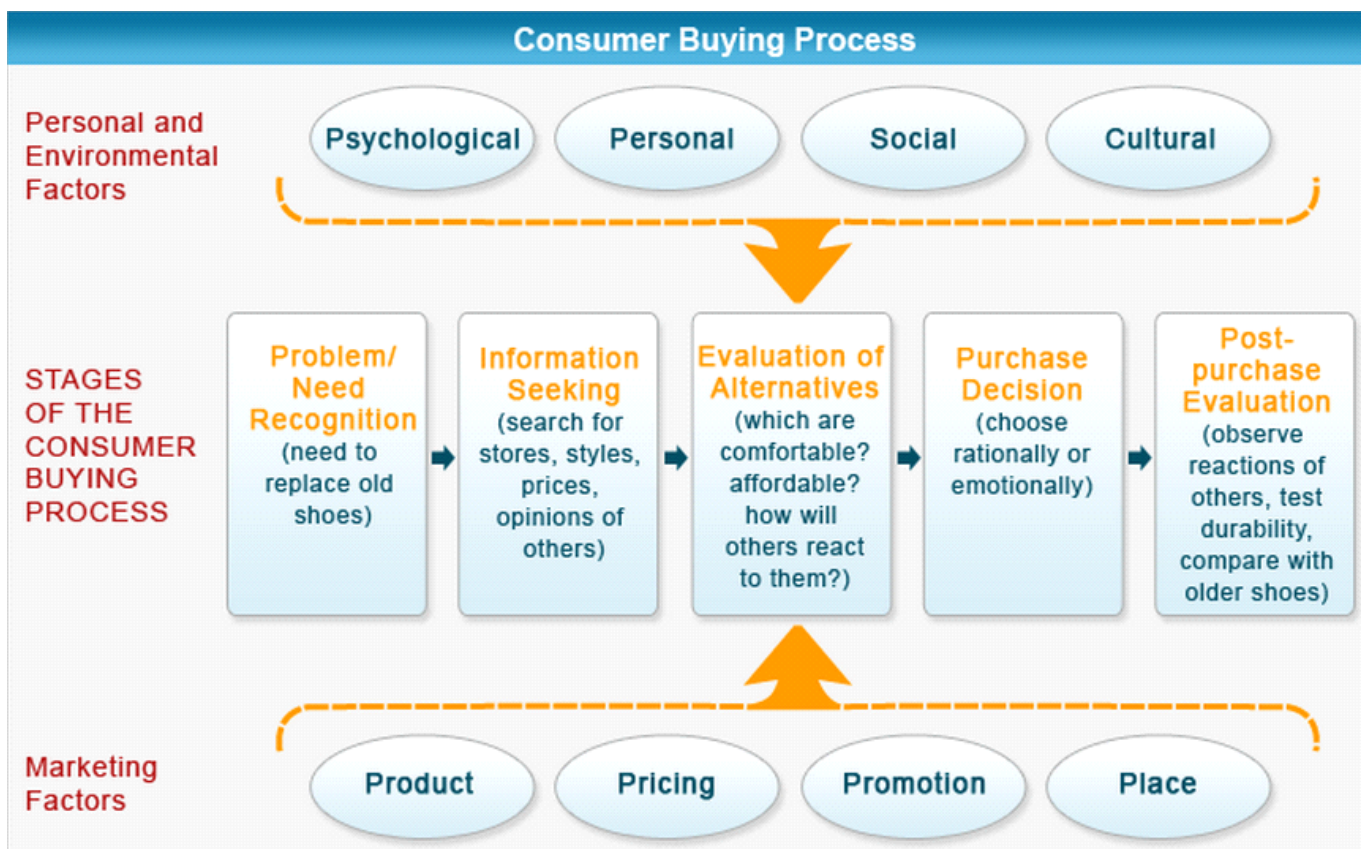 Consumer Buying Process
Personal and
Environmental
Factors
Psychological
Personal
Social
Cultural
STAGES
OF THE
CONSUMER
BUYING
PROCESS
Problem/
Need
Recognition
(need to
replace old
shoes)
Information
Seeking
(search for
stores, styles,
prices,
opinions of
others)
Evaluation of
Alternatives
(which are
comfortable?
affordable?
how will
others react
to them?)
Purchase
Decision
(choose
rationally or
emotionally)
Post-
purchase
Evaluation
(observe
reactions of
others, test
durability,
compare with
older shoes)
Marketing
Factors
Product
Pricing
Promotion
Place